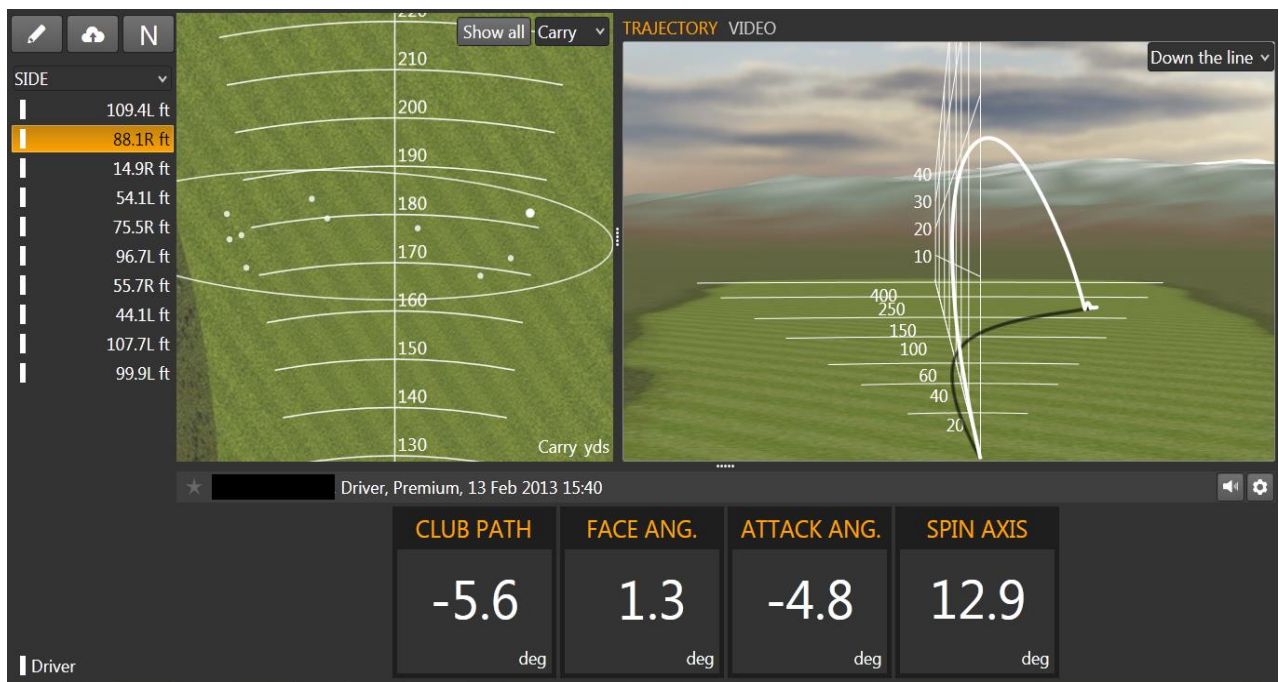 N
SIDE
109.4L ft
88.1R ft
14.9R ft
54.1L ft
75.5R ft
96.7L ft
55.7R ft
44.1L ft
107.7L ft
99.9L ft
Driver
Show all Carry
220
210
200
190
180
170
160
150
140
130
Carry yds
TRAJECTORY VIDEO
Down the line
40
30
20
10
400
250
150
100
60
40
20
Driver, Premium, 13 Feb 2013 15:40
CLUB PATH
-5.6
deg
FACE ANG.
1.3
deg
ATTACK ANG.
-4.8
deg
SPIN AXIS
12.9
deg